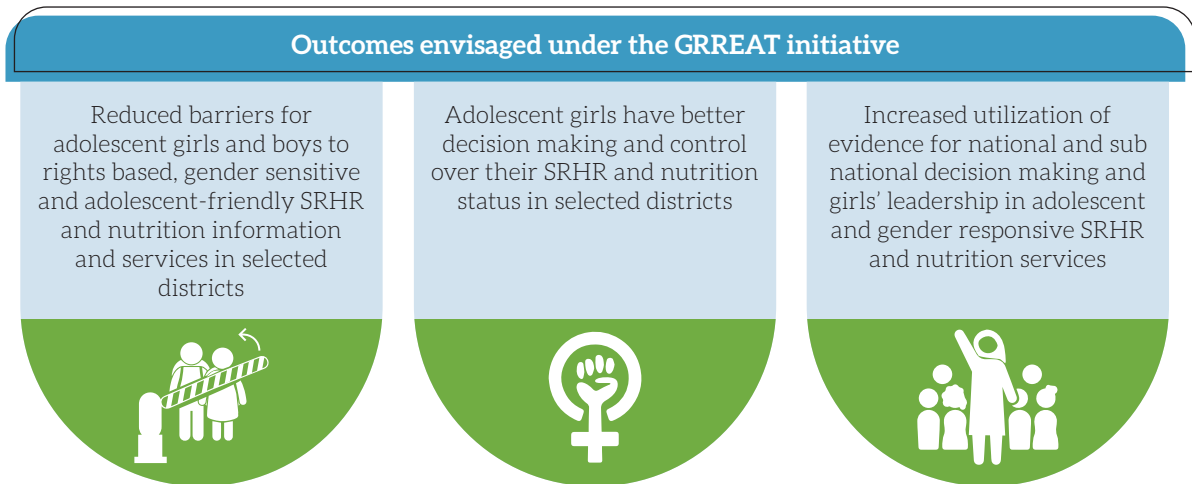 Outcomes envisaged under the GRREAT initiative
Reduced barriers for
adolescent girls and boys to
rights based, gender sensitive
and adolescent-friendly SRHR
and nutrition information
and services in selected
districts
Adolescent girls have better
decision making and control
over their SRHR and nutrition
status in selected districts
Increased utilization of
evidence for national and sub
national decision making and
girls’ leadership in adolescent
and gender responsive SRHR
and nutrition services